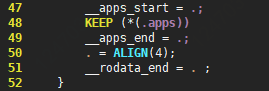 47 __apps_start = .;
48 KEEP (*(.apps))
49 __apps_end = .;
50 . = ALIGN(4);
51 __rodata_end = . ;
52 }